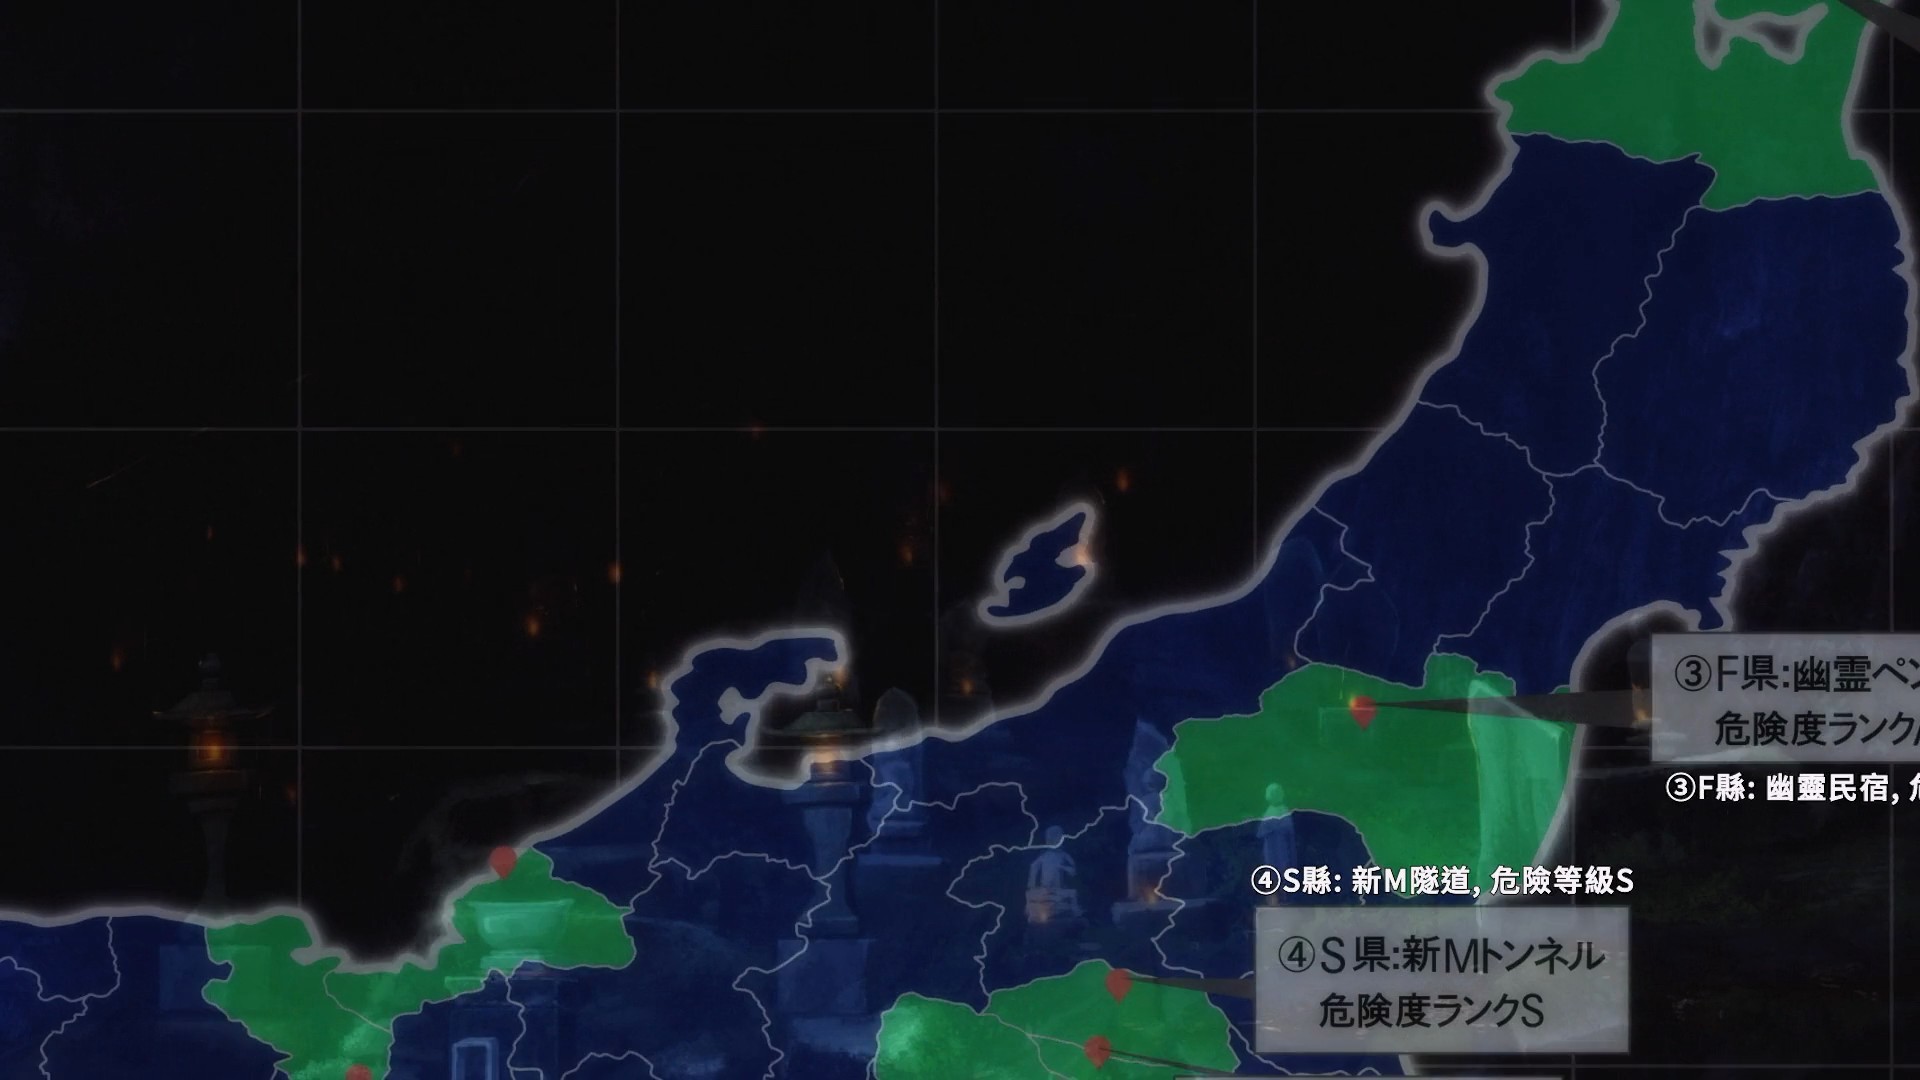 ③F県:幽霊ペン
危険度ランク
③F縣: 幽靈民宿, 危
④S縣: 新M隧道, 危險等級S
④S県:新Mトンネル
危険度ランクS